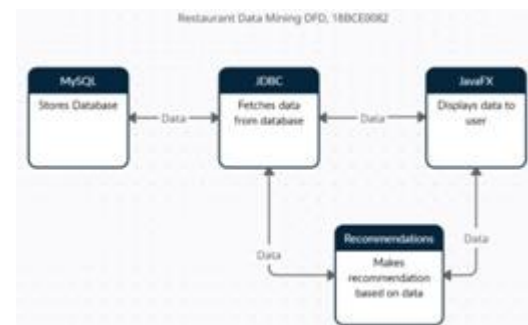 Restaurant Data Mining DFD, 18BCE0082
MySQL
Stores Database
Data
JDBC
Fetches data
from database
Data
JavaFX
Displays data to
user
Data
Data
Recommendations
Makes
recommendation
based on data